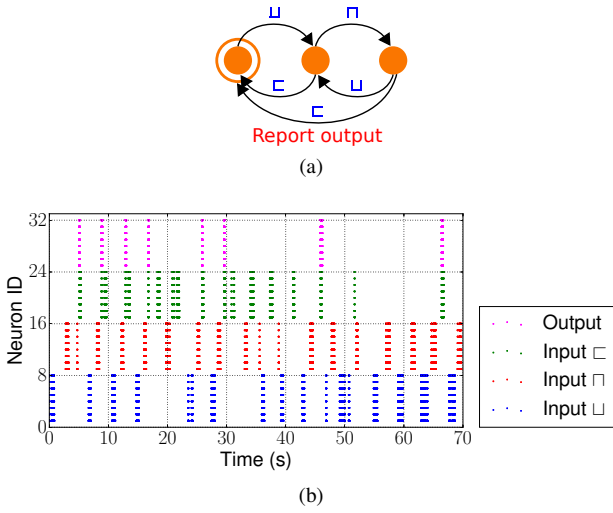 ⊔ ⊓
⊏ ⊔
⊏
Report output
(a)
32
24
16
8
0
Neuron ID
0 10 20 30 40 50 60 70
Time (s)
Output
Input ⊏
Input ⊓
Input ⊔
(b)